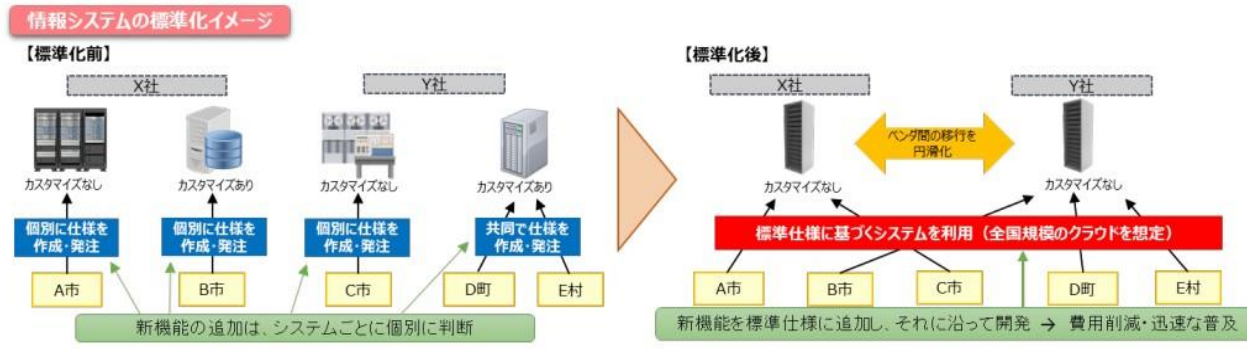 情報システムの標準化イメージ
【標準化前】
X社
Y社
カスタマイズなし
カスタマイズあり
カスタマイズなし
カスタマイズあり
個別に仕様を
作成・発注
個別に仕様を
作成・発注
個別に仕様を
作成・発注
共同で仕様を
作成・発注
A市
B市
C市
D町
E村
新機能の追加は、システムごとに個別に判断
【標準化後】
X社
Y社
ベンダ間の移行を
円滑化
カスタマイズなし
カスタマイズなし
標準仕様に基づくシステムを利用（全国規模のクラウドを想定）
A市
B市
C市
D町
E村
新機能を標準仕様に追加し、それに沿って開発 → 費用削減・迅速な普及